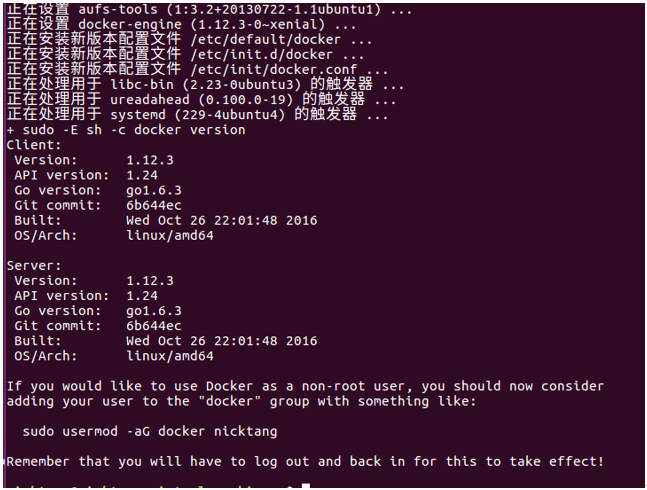 正在设置 aufs-tools (1:3.2+20130722-1.1ubuntu1) ...
正在设置 docker-engine (1.12.3-0~xenial) ...
正在安装新版本配置文件 /etc/default/docker ...
正在安装新版本配置文件 /etc/init.d/docker ...
正在安装新版本配置文件 /etc/init/docker.conf ...
正在处理用于 libc-bin (2.23-0ubuntu3) 的触发器 ...
正在处理用于 ureadahead (0.100.0-19) 的触发器 ...
正在处理用于 systemd (229-4ubuntu4) 的触发器 ...
+ sudo -E sh -c docker version
Client:
 Version:      1.12.3
 API version:  1.24
 Go version:   go1.6.3
 Git commit:   6b644ec
 Built:        Wed Oct 26 22:01:48 2016
 OS/Arch:      linux/amd64

Server:
 Version:      1.12.3
 API version:  1.24
 Go version:   go1.6.3
 Git commit:   6b644ec
 Built:        Wed Oct 26 22:01:48 2016
 OS/Arch:      linux/amd64

If you would like to use Docker as a non-root user, you should now consider
adding your user to the "docker" group with something like:

  sudo usermod -aG docker nicktang

Remember that you will have to log out and back in for this to take effect!